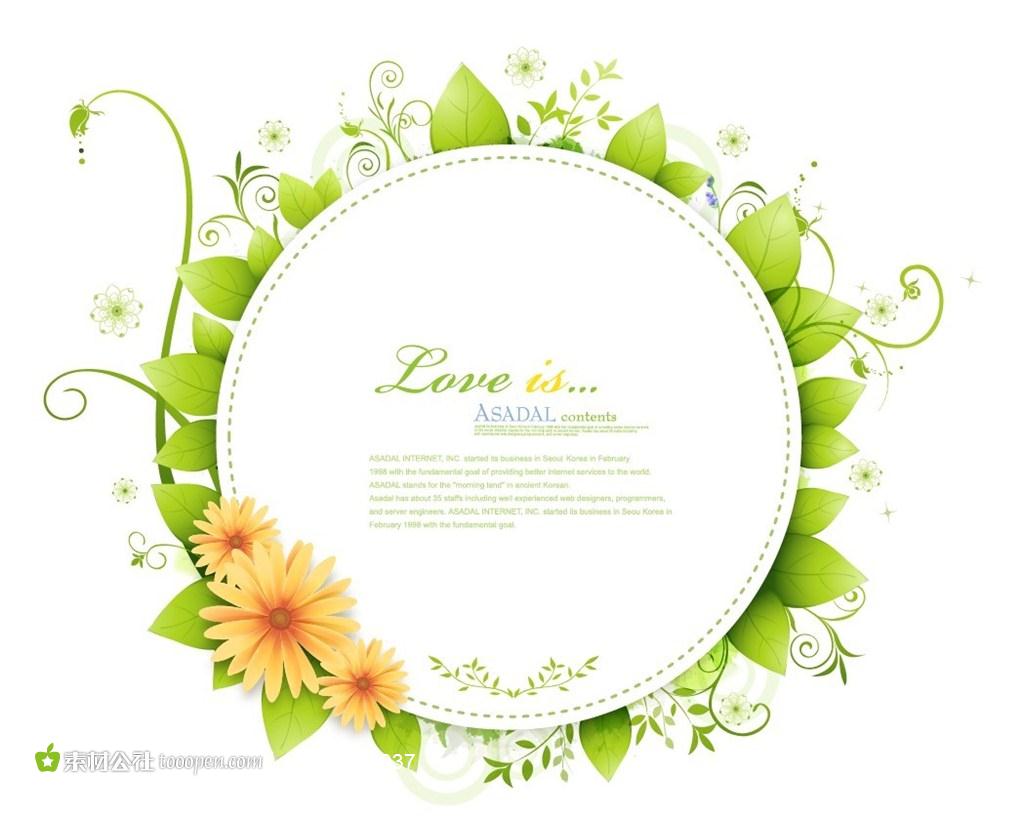 Love is...
ASADAL contents
ASADAL INTERNET, INC. started its business in Seoul Korea in February
1998 with the fundamental goal of providing better internet services to the world.
ASADAL stands for the "morning land" in ancient Korean.
Asadal has about 35 staffs including well experienced web designers, programmers,
and server engineers. ASADAL INTERNET, INC. started its business in Seou Korea in
February 1998 with the fundamental goal.
素材公社 tooopen.com